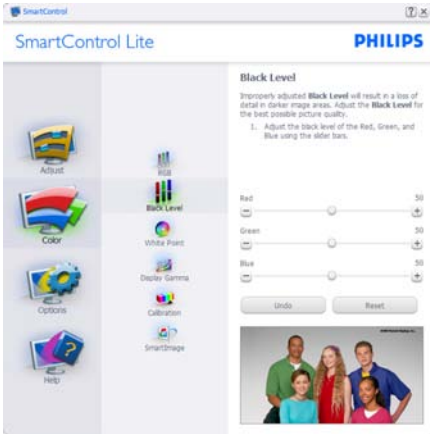 SmartControl
SmartControl Lite
PHILIPS
Adjust
Color
Options
Help
RGB
Black Level
White Point
Display Gamma
Calibration
SmartImage
Black Level
Improperly adjusted Black Level will result in a loss of
detail in darker image areas. Adjust the Black Level for
the best possible picture quality.
1. Adjust the black level of the Red, Green, and
Blue using the slider bars.
Red 50
Green 50
Blue 50
Undo Reset